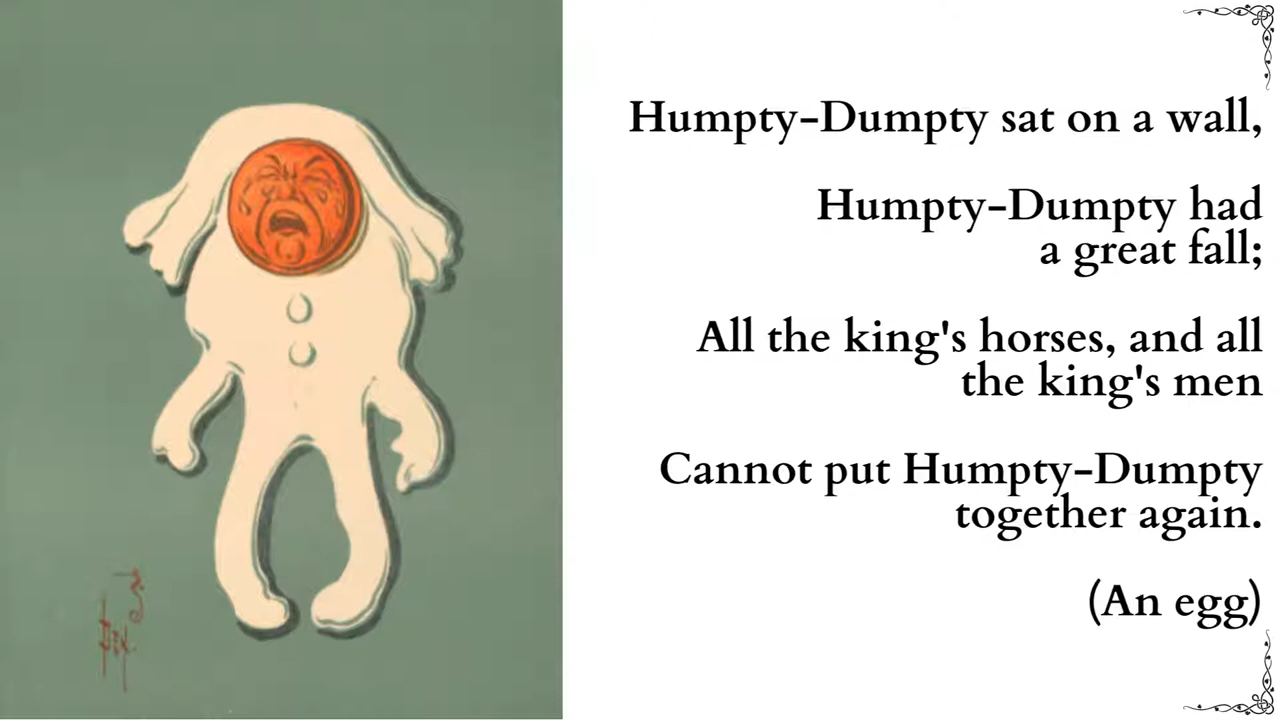 Humpty-Dumpty sat on a wall,
Humpty-Dumpty had
a great fall;
All the king's horses, and all
the king's men
Cannot put Humpty-Dumpty
together again.
(An egg)